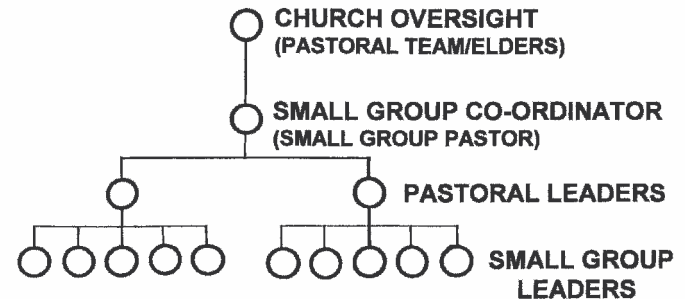 CHURCH OVERSIGHT
(PASTORAL TEAM/ELDERS)
SMALL GROUP CO-ORDINATOR
(SMALL GROUP PASTOR)
PASTORAL LEADERS
SMALL GROUP
LEADERS